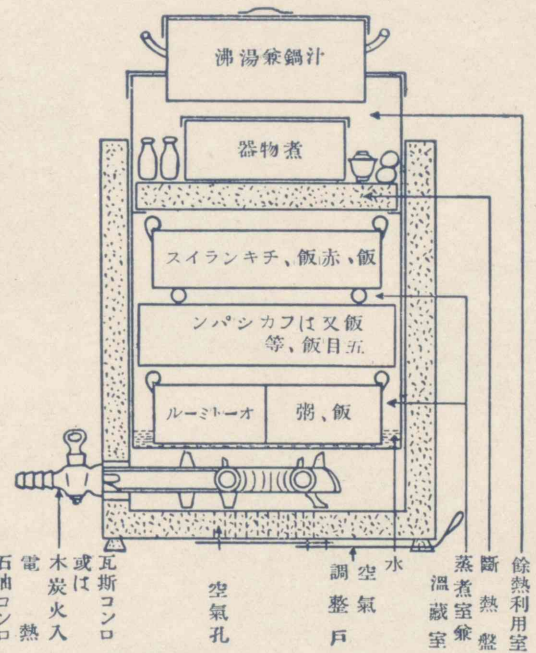 汁鍋兼湯沸
煮物器
飯、赤飯、チキンライス
飯又はフカシパン
五目飯、等
飯、粥
オートミール
餘熱利用室
斷熱盤
蒸煮室兼
溫藏室
水
空氣
調整戸
空氣孔
瓦斯コンロ
或は
木炭火入
電熱
石油コンロ